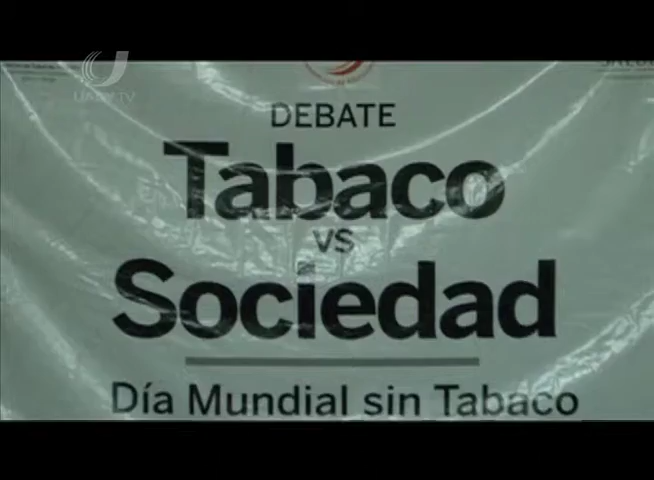 DEBATE
Tabaco
vs
Sociedad
Día Mundial sin Tabaco